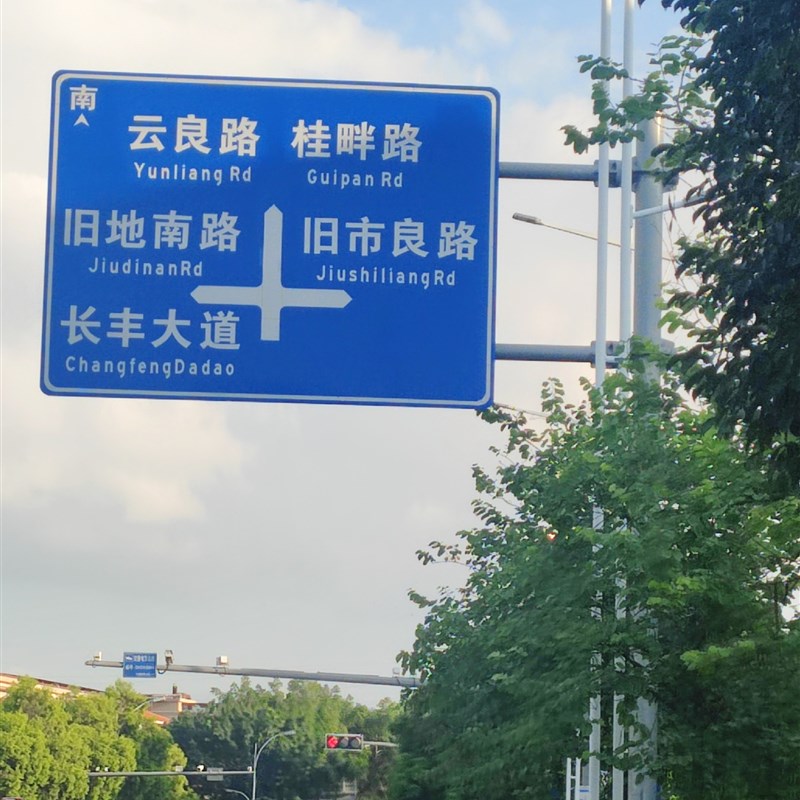 南
云良路 桂畔路
Yunliang Rd Guipan Rd
旧地南路 旧市良路
JiudinanRd JiushiliangRd
长丰大道
ChangfengDadao